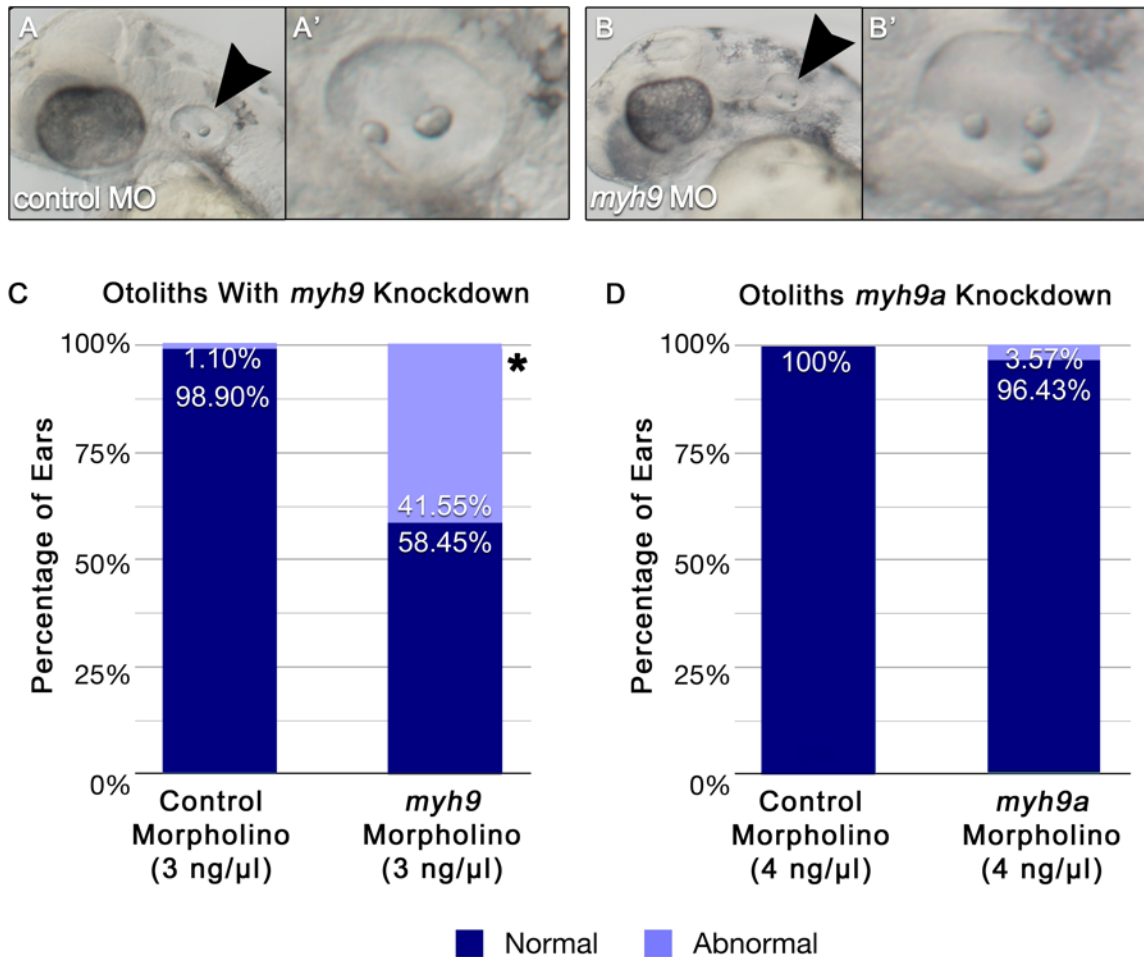 A
A'
B
B'
control MO
myh9 MO
C
Otoliths With myh9 Knockdown
D
Otoliths myh9a Knockdown
Percentage of Ears
100%
75%
50%
25%
0%
1.10%
98.90%
41.55%
58.45%
*
Control
Morpholino
(3 ng/µl)
myh9
Morpholino
(3 ng/µl)
Percentage of Ears
100%
75%
50%
25%
0%
100%
3.57%
96.43%
Control
Morpholino
(4 ng/µl)
myh9a
Morpholino
(4 ng/µl)
Normal
Abnormal